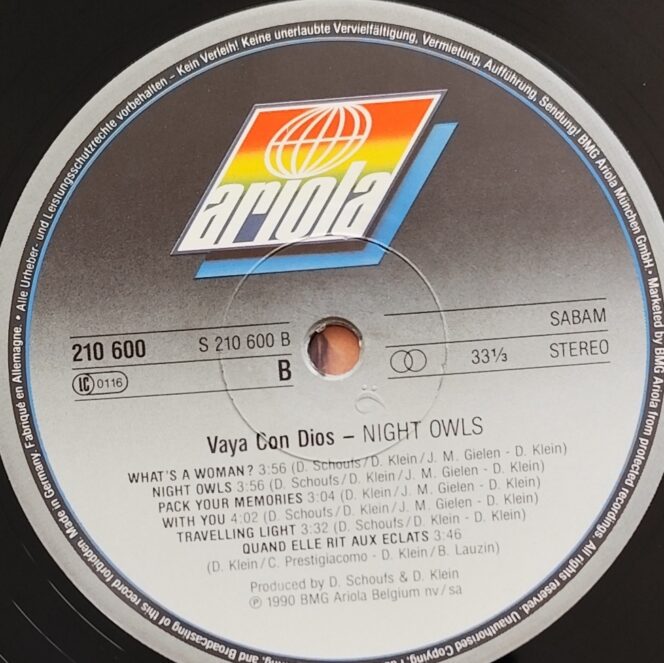 Made in Germany. Fabriqué en Allemagne. • Alle Urheber- und Leistungsschutzrechte vorbehalten – Kein Verleih! Keine unerlaubte Vervielfältigung, Vermietung, Aufführung, Sendung! BMG Ariola München GmbH • Marketed by BMG Ariola
from protected recordings. All rights reserved. Unauthorised Copying,
and Broadcasting of this record forbidden.
ariola
210 600
S 210 600 B
SABAM
LC 0116
B
33⅓
STEREO
Vaya Con Dios – NIGHT OWLS
WHAT'S A WOMAN? 3:56 (D. Schoufs/D. Klein/J. M. Gielen - D. Klein)
NIGHT OWLS 3:56 (D. Schoufs/D. Klein/J. M. Gielen - D. Klein)
PACK YOUR MEMORIES 3:04 (D. Klein/J. M. Gielen - D. Klein)
WITH YOU 4:02 (D. Schoufs/D. Klein/J. M. Gielen - D. Klein)
TRAVELLING LIGHT 3:32 (D. Schoufs/D. Klein - D. Klein)
QUAND ELLE RIT AUX ECLATS 3:46
(D. Klein/C. Prestigiacomo - D. Klein/B. Lauzin)
Produced by D. Schoufs & D. Klein
℗ 1990 BMG Ariola Belgium nv/sa